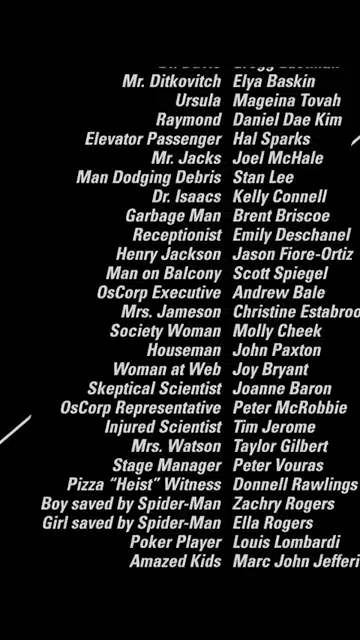 Mr. Ditkovitch Elya Baskin
Ursula Mageina Tovah
Raymond Daniel Dae Kim
Elevator Passenger Hal Sparks
Mr. Jacks Joel McHale
Man Dodging Debris Stan Lee
Dr. Isaacs Kelly Connell
Garbage Man Brent Briscoe
Receptionist Emily Deschanel
Henry Jackson Jason Fiore-Ortiz
Man on Balcony Scott Spiegel
OsCorp Executive Andrew Bale
Mrs. Jameson Christine Estabroo
Society Woman Molly Cheek
Houseman John Paxton
Woman at Web Joy Bryant
Skeptical Scientist Joanne Baron
OsCorp Representative Peter McRobbie
Injured Scientist Tim Jerome
Mrs. Watson Taylor Gilbert
Stage Manager Peter Vouras
Pizza “Heist” Witness Donnell Rawlings
Boy saved by Spider-Man Zachry Rogers
Girl saved by Spider-Man Ella Rogers
Poker Player Louis Lombardi
Amazed Kids Marc John Jefferi